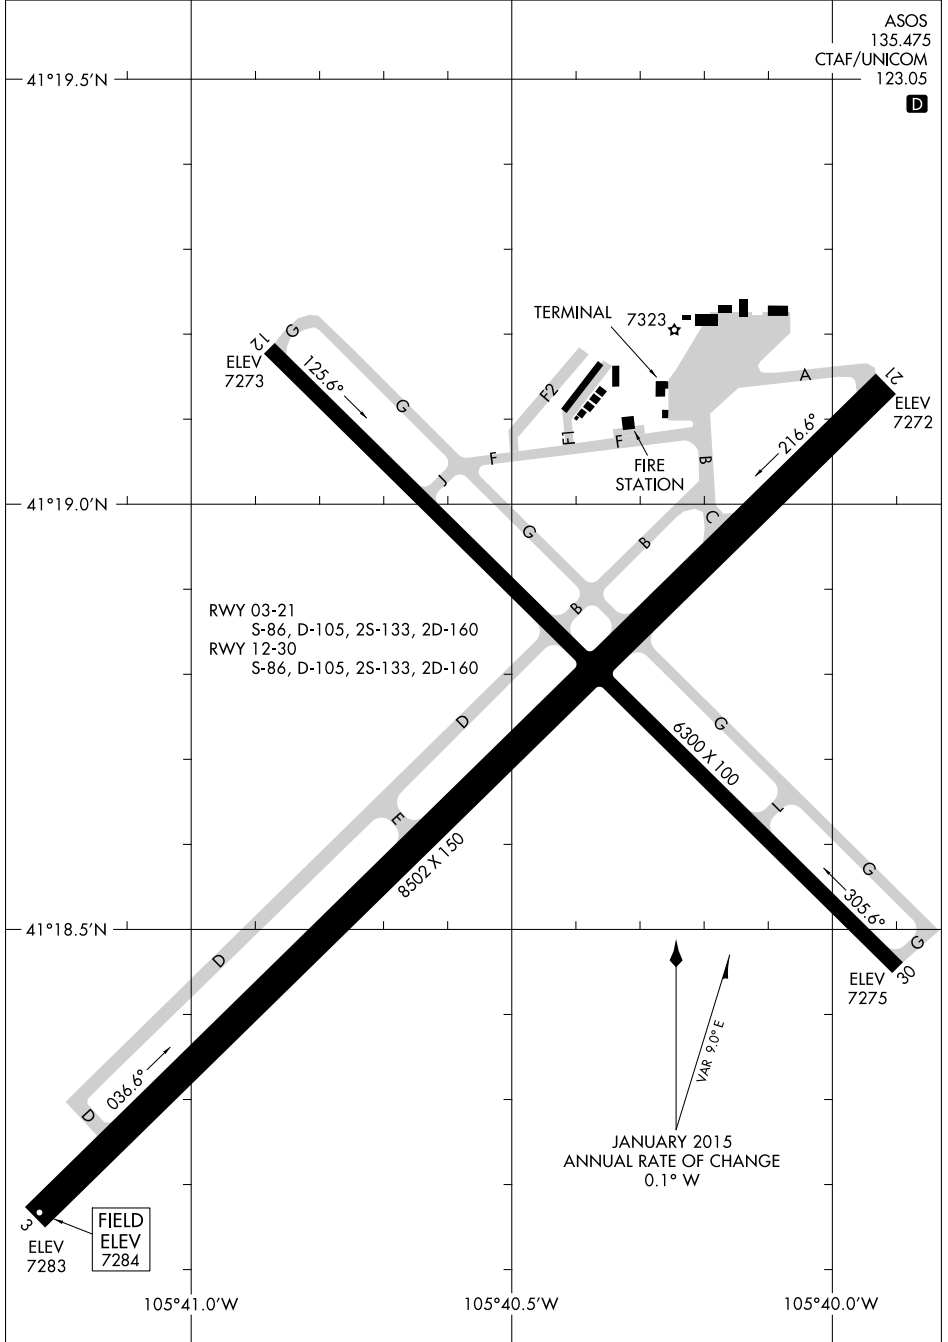 ASOS
135.475
CTAF/UNICOM
123.05
D
41°19.5'N
TERMINAL
7323
12
G
ELEV
7273
125.6°
G
F2
A
21
ELEV
7272
216.6°
F1
F
F
FIRE
STATION
B
J
41°19.0'N
C
G
B
B
RWY 03-21
S-86, D-105, 2S-133, 2D-160
RWY 12-30
S-86, D-105, 2S-133, 2D-160
D
G
6300 X 100
E
L
8502 X 150
G
305.6°
41°18.5'N
G
D
30
ELEV
7275
VAR 9.0° E
036.6°
D
JANUARY 2015
ANNUAL RATE OF CHANGE
0.1° W
3
FIELD
ELEV
7284
ELEV
7283
105°41.0'W
105°40.5'W
105°40.0'W